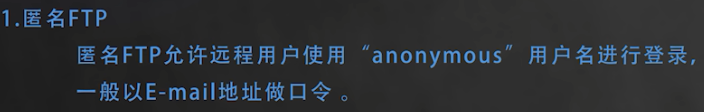 1.匿名FTP
匿名FTP允许远程用户使用“anonymous”用户名进行登录,
一般以E-mail地址做口令 。